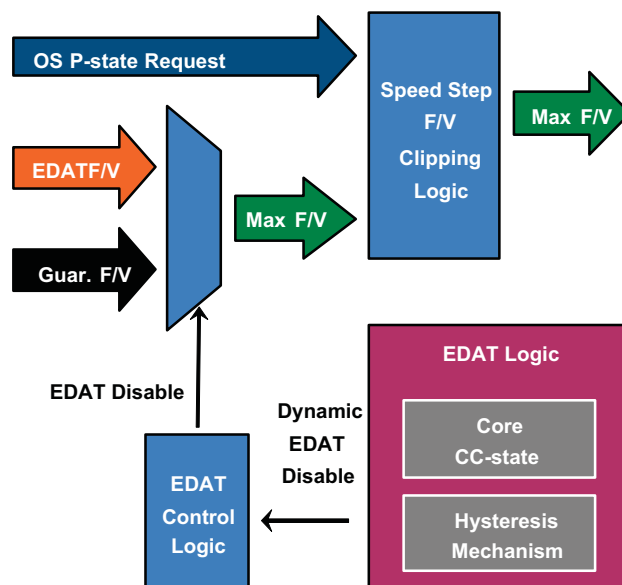 OS P-state Request
Speed Step
F/V
Clipping
Logic
Max F/V
EDATF/V
Max F/V
Guar. F/V
EDAT Logic
EDAT Disable
Dynamic
EDAT
Disable
Core
CC-state
EDAT
Control
Logic
Hysteresis
Mechanism